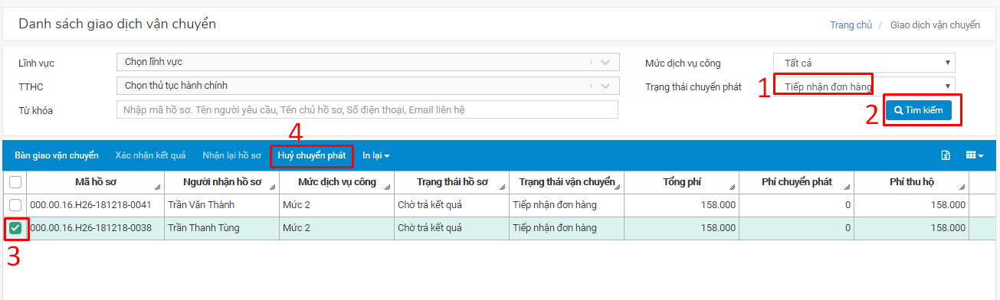 Danh sách giao dịch vận chuyển
Trang chủ / Giao dịch vận chuyển
Lĩnh vực Chọn lĩnh vực Mức dịch vụ công Tất cả
TTHC Chọn thủ tục hành chính Trạng thái chuyển phát 1 Tiếp nhận đơn hàng
Từ khóa Nhập mã hồ sơ. Tên người yêu cầu, Tên chủ hồ sơ, Số điện thoại, Email liên hệ 2 Tìm kiếm
4
Bàn giao vận chuyển Xác nhận kết quả Nhận lại hồ sơ Huỷ chuyển phát In lại
Mã hồ sơ Người nhận hồ sơ Mức dịch vụ công Trạng thái hồ sơ Trạng thái vận chuyển Tổng phí Phí chuyển phát Phí thu hộ
000.00.16.H26-181218-0041 Trần Văn Thành Mức 2 Chờ trả kết quả Tiếp nhận đơn hàng 158.000 0 158.000
000.00.16.H26-181218-0038 Trần Thanh Tùng Mức 2 Chờ trả kết quả Tiếp nhận đơn hàng 158.000 0 158.000
3